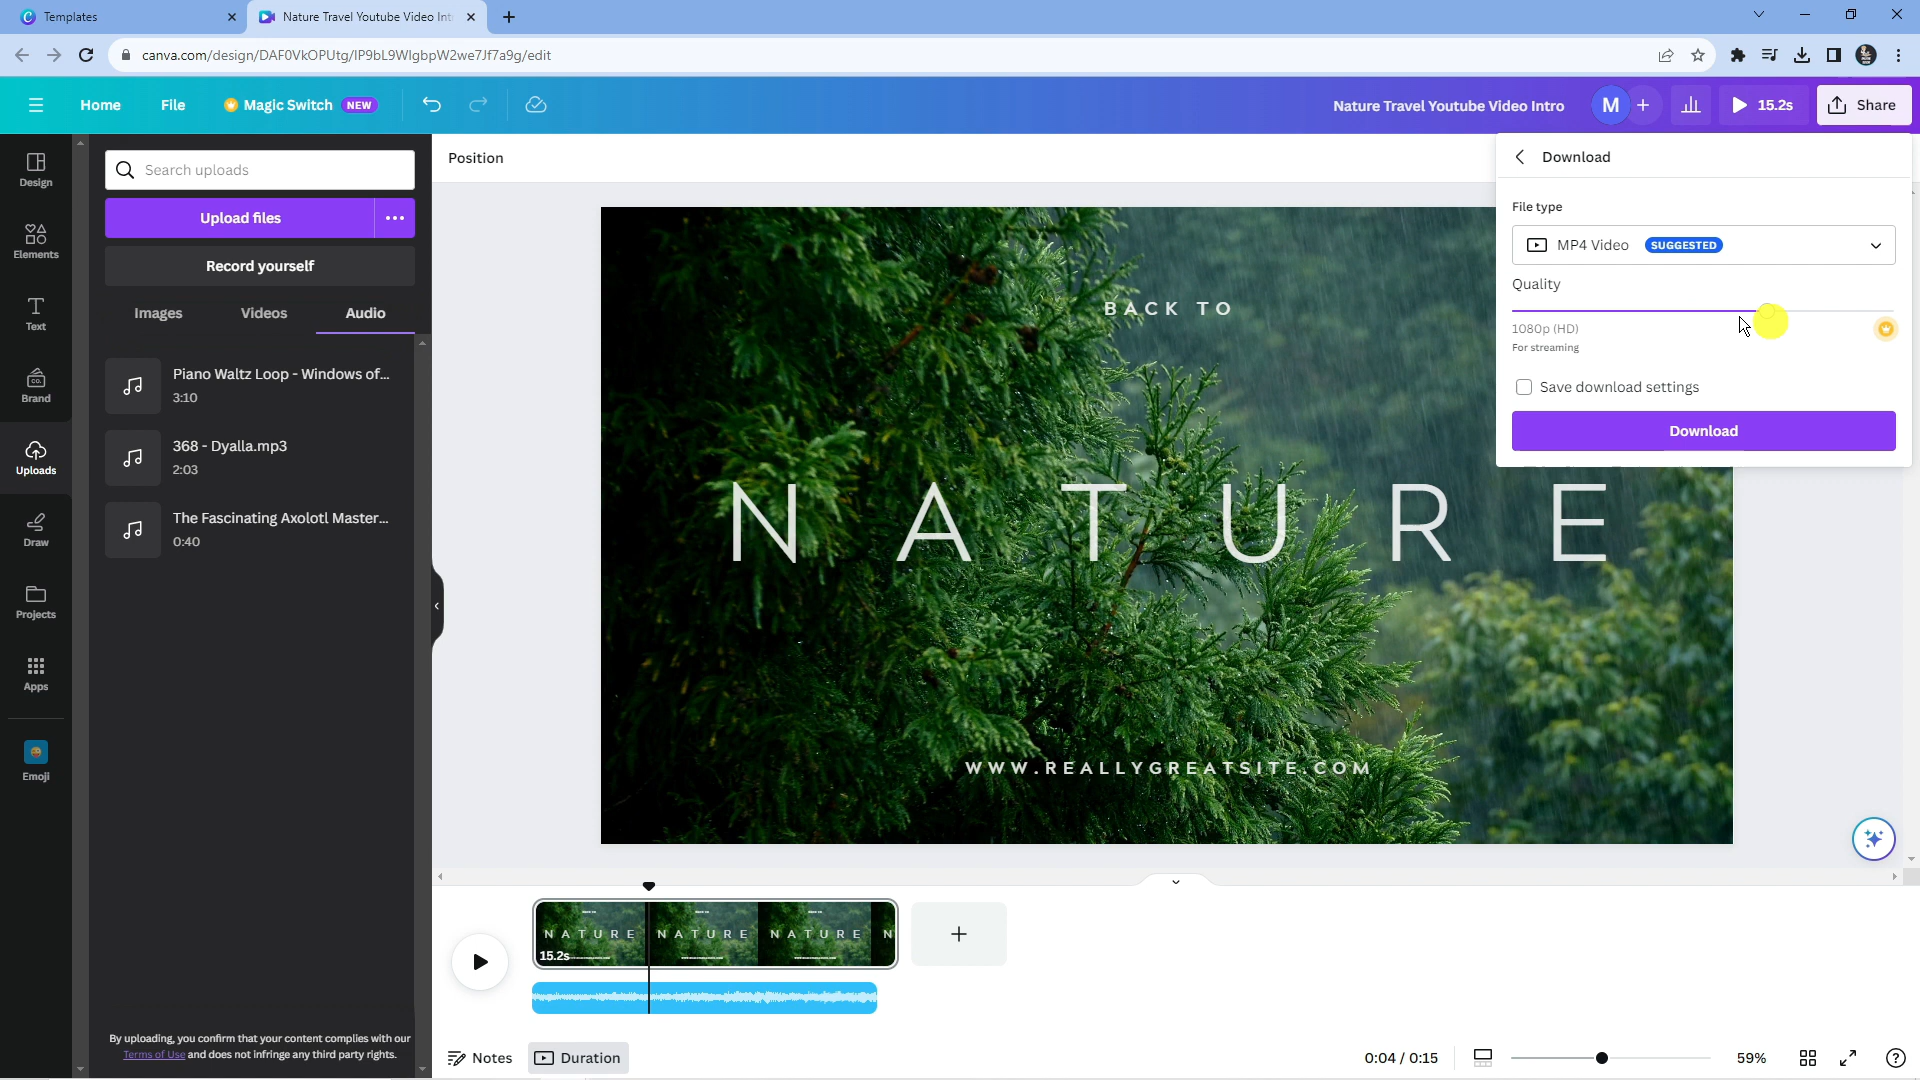 Templates
Nature Travel Youtube Video Int
canva.com/design/DAF0VkOPUtg/IP9bL9WlgbpW2we7Jf7a9g/edit
Home
File
Magic Switch
NEW
Nature Travel Youtube Video Intro
M
+
15.2s
Share
Design
Elements
Text
CO.
Brand
Uploads
Draw
Projects
Apps
Emoji
Search uploads
Upload files
Record yourself
Images
Videos
Audio
Piano Waltz Loop - Windows of...
3:10
368 - Dyalla.mp3
2:03
The Fascinating Axolotl Master...
0:40
By uploading, you confirm that your content complies with our
Terms of Use and does not infringe any third party rights.
Position
BACK TO
NATURE
WWW.REALLYGREATSITE.COM
Download
File type
MP4 Video
SUGGESTED
Quality
1080p (HD)
For streaming
Save download settings
Download
NATURE
NATURE
NATURE
N
15.2s
Notes
Duration
0:04 / 0:15
59%